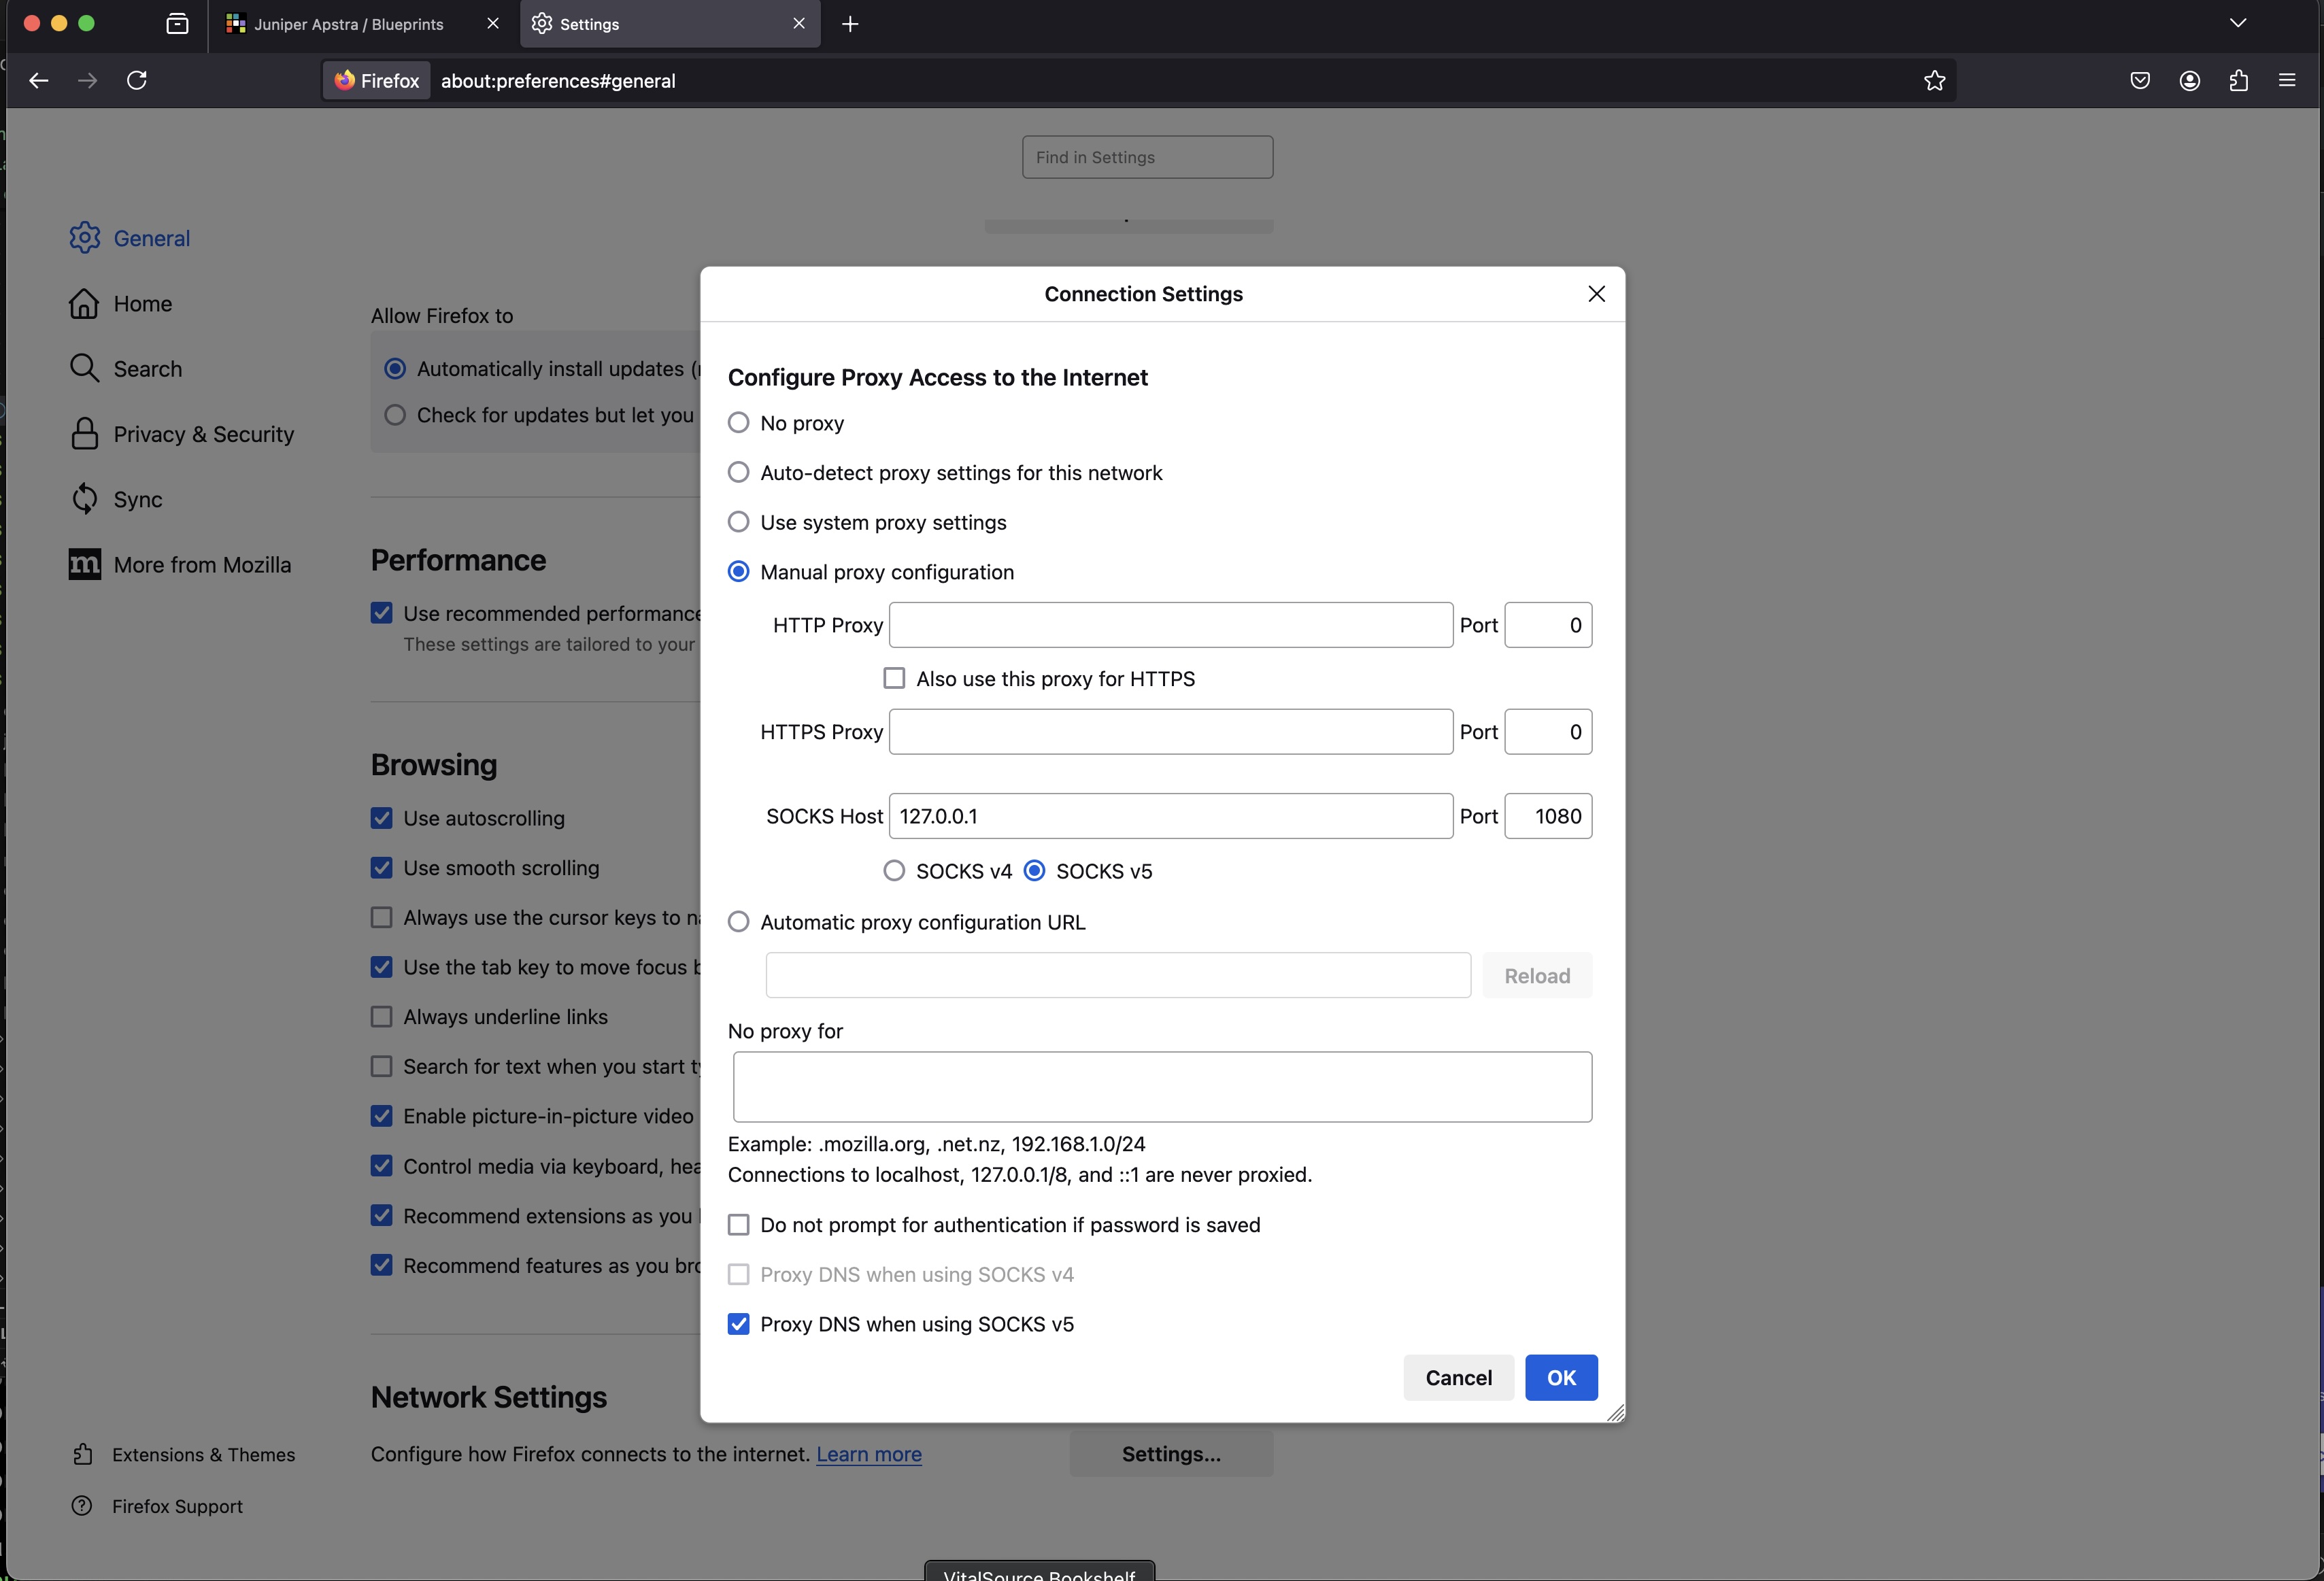 Juniper Apstra / Blueprints
Settings
Firefox
about:preferences#general
Find in Settings
General
Home
Search
Privacy & Security
Sync
More from Mozilla
Extensions & Themes
Firefox Support
Allow Firefox to
Automatically install updates
Check for updates but let you
Performance
Use recommended performance
These settings are tailored to your
Browsing
Use autoscrolling
Use smooth scrolling
Always use the cursor keys to
Use the tab key to move focus
Always underline links
Search for text when you start
Enable picture-in-picture video
Control media via keyboard,
Recommend extensions as you
Recommend features as you
Network Settings
Configure how Firefox connects to the internet. Learn more
Settings...
Connection Settings
Configure Proxy Access to the Internet
No proxy
Auto-detect proxy settings for this network
Use system proxy settings
Manual proxy configuration
HTTP Proxy Port 0
Also use this proxy for HTTPS
HTTPS Proxy Port 0
SOCKS Host 127.0.0.1 Port 1080
SOCKS v4 SOCKS v5
Automatic proxy configuration URL
Reload
No proxy for
Example: .mozilla.org, .net.nz, 192.168.1.0/24
Connections to localhost, 127.0.0.1/8, and ::1 are never proxied.
Do not prompt for authentication if password is saved
Proxy DNS when using SOCKS v4
Proxy DNS when using SOCKS v5
Cancel OK
VitalSource Bookshelf